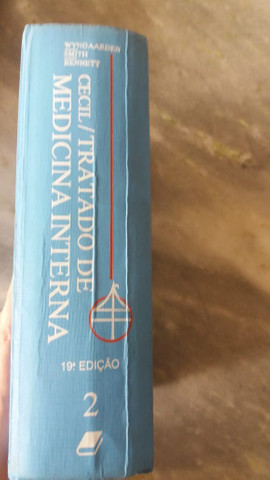 WYNGAARDEN
SMITH
BENNETT
CECIL / TRATADO DE
MEDICINA INTERNA
19ª EDIÇÃO
2